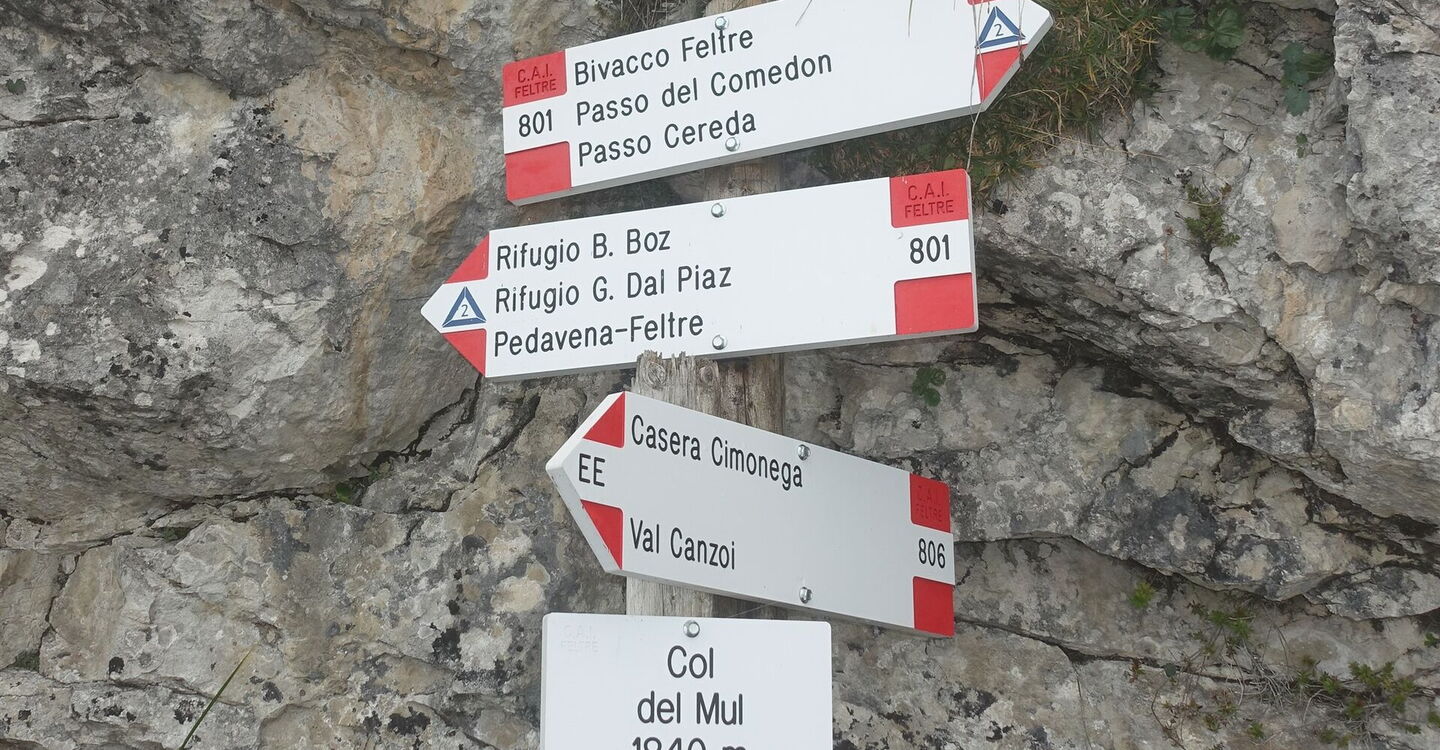 C.A.I.
FELTRE
801
Bivacco Feltre
Passo del Comedon
Passo Cereda
2
Rifugio B. Boz
Rifugio G. Dal Piaz
Pedavena-Feltre
2
C.A.I.
FELTRE
801
Casera Cimonega
EE
Val Canzoi
C.A.I.
FELTRE
806
C.A.I.
FELTRE
Col
del Mul
1840 m